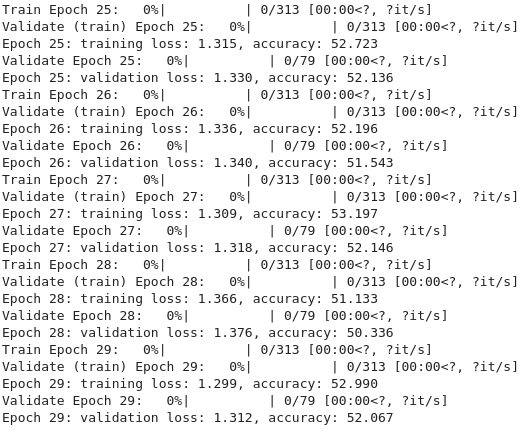 Train Epoch 25:   0%|          | 0/313 [00:00<?, ?it/s]
Validate (train) Epoch 25:   0%|          | 0/313 [00:00<?, ?it/s]
Epoch 25: training loss: 1.315, accuracy: 52.723
Validate Epoch 25:   0%|          | 0/79 [00:00<?, ?it/s]
Epoch 25: validation loss: 1.330, accuracy: 52.136
Train Epoch 26:   0%|          | 0/313 [00:00<?, ?it/s]
Validate (train) Epoch 26:   0%|          | 0/313 [00:00<?, ?it/s]
Epoch 26: training loss: 1.336, accuracy: 52.196
Validate Epoch 26:   0%|          | 0/79 [00:00<?, ?it/s]
Epoch 26: validation loss: 1.340, accuracy: 51.543
Train Epoch 27:   0%|          | 0/313 [00:00<?, ?it/s]
Validate (train) Epoch 27:   0%|          | 0/313 [00:00<?, ?it/s]
Epoch 27: training loss: 1.309, accuracy: 53.197
Validate Epoch 27:   0%|          | 0/79 [00:00<?, ?it/s]
Epoch 27: validation loss: 1.318, accuracy: 52.146
Train Epoch 28:   0%|          | 0/313 [00:00<?, ?it/s]
Validate (train) Epoch 28:   0%|          | 0/313 [00:00<?, ?it/s]
Epoch 28: training loss: 1.366, accuracy: 51.133
Validate Epoch 28:   0%|          | 0/79 [00:00<?, ?it/s]
Epoch 28: validation loss: 1.376, accuracy: 50.336
Train Epoch 29:   0%|          | 0/313 [00:00<?, ?it/s]
Validate (train) Epoch 29:   0%|          | 0/313 [00:00<?, ?it/s]
Epoch 29: training loss: 1.299, accuracy: 52.990
Validate Epoch 29:   0%|          | 0/79 [00:00<?, ?it/s]
Epoch 29: validation loss: 1.312, accuracy: 52.067